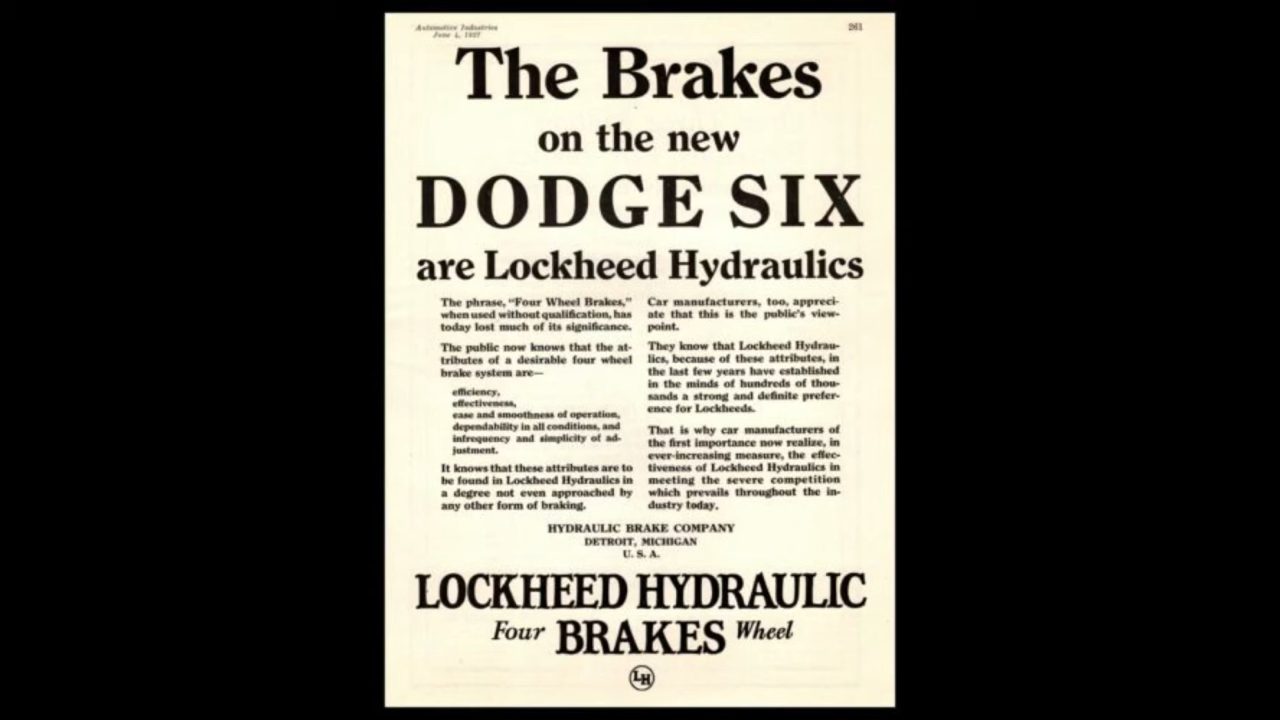 Automotive Industries
June 4, 1927
261
The Brakes
on the new
DODGE SIX
are Lockheed Hydraulics
The phrase, “Four Wheel Brakes,”
when used without qualification, has
today lost much of its significance.
The public now knows that the at-
tributes of a desirable four wheel
brake system are—
efficiency,
effectiveness,
ease and smoothness of operation,
dependability in all conditions, and
infrequency and simplicity of ad-
justment.
It knows that these attributes are to
be found in Lockheed Hydraulics in
a degree not even approached by
any other form of braking.
Car manufacturers, too, appreci-
ate that this is the public's view-
point.
They know that Lockheed Hydrau-
lics, because of these attributes, in
the last few years have established
in the minds of hundreds of thou-
sands a strong and definite prefer-
ence for Lockheeds.
That is why car manufacturers of
the first importance now realize, in
ever-increasing measure, the effec-
tiveness of Lockheed Hydraulics in
meeting the severe competition
which prevails throughout the in-
dustry today.
HYDRAULIC BRAKE COMPANY
DETROIT, MICHIGAN
U. S. A.
LOCKHEED HYDRAULIC
Four BRAKES Wheel
LH